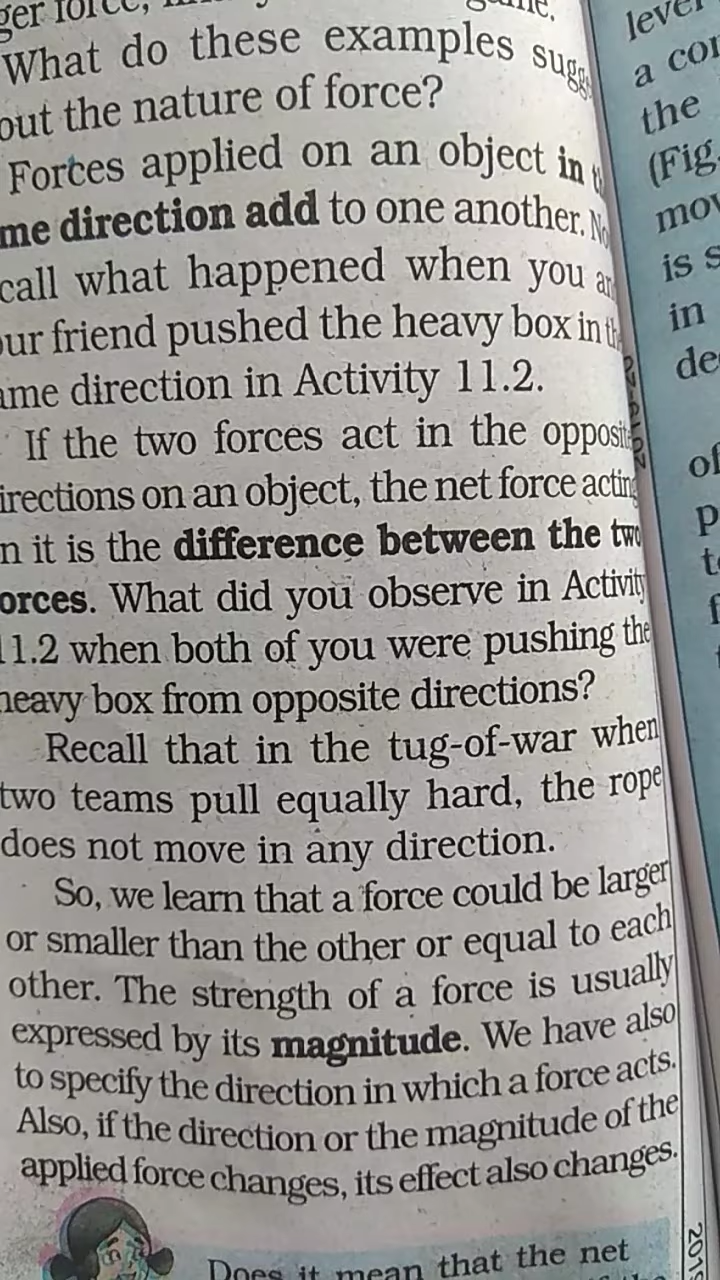 What do these examples
out the nature of force?
Forces applied on an object in
me direction add to one another.
call what happened when you
ur friend pushed the heavy box in
ame direction in Activity 11.2.
If the two forces act in the opposit
irections on an object, the net force acting
n it is the difference between the two
orces. What did you observe in Activity
11.2 when both of you were pushing the
heavy box from opposite directions?
Recall that in the tug-of-war when
two teams pull equally hard, the rope
does not move in any direction.
So, we learn that a force could be larger
or smaller than the other or equal to each
other. The strength of a force is usually
expressed by its magnitude. We have also
to specify the direction in which a force acts.
Also, if the direction or the magnitude of the
applied force changes, its effect also changes.
Does it mean that the net
level
a
the
(Fig.
is
in